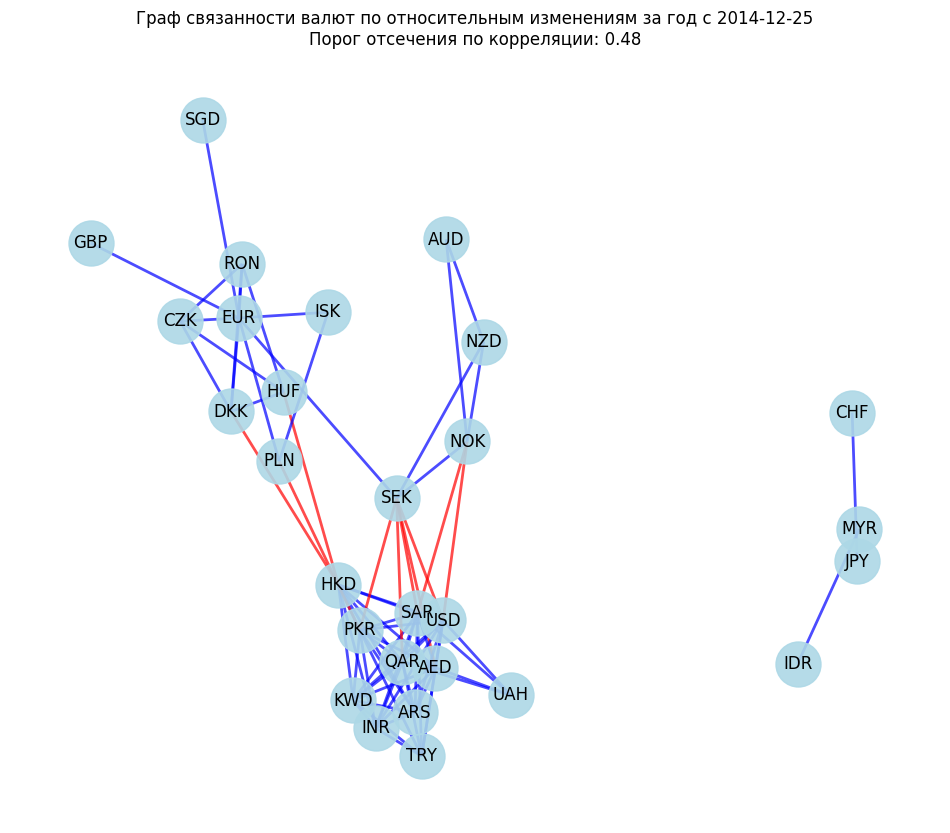 Граф связанности валют по относительным изменениям за год с 2014-12-25
Порог отсечения по корреляции: 0.48
SGD
AUD
GBP
RON
ISK
EUR
CZK
NZD
HUF
DKK
CHF
NOK
PLN
SEK
MYR
JPY
HKD
SAR
USD
PKR
QAR
AED
IDR
UAH
KWD
ARS
INR
TRY